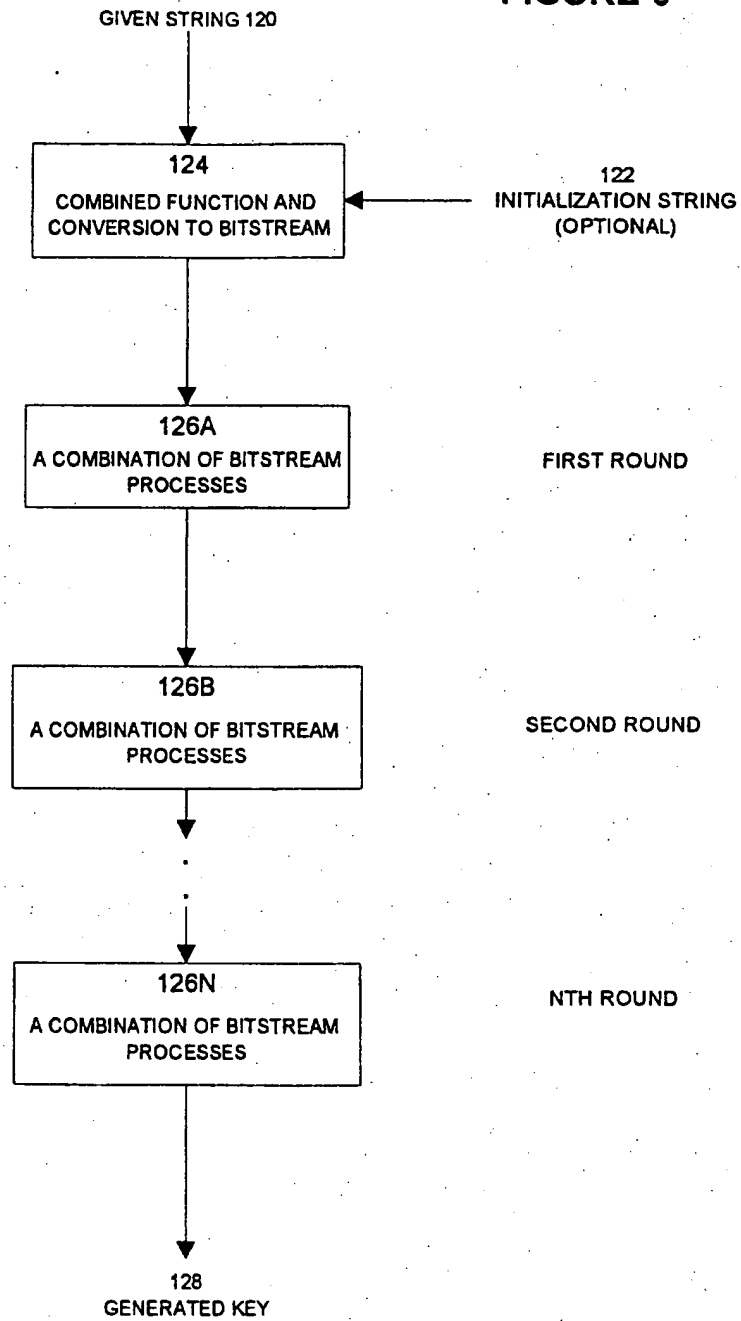 GIVEN STRING 120
124
COMBINED FUNCTION AND
CONVERSION TO BITSTREAM
122
INITIALIZATION STRING
(OPTIONAL)
126A
A COMBINATION OF BITSTREAM
PROCESSES
FIRST ROUND
126B
A COMBINATION OF BITSTREAM
PROCESSES
SECOND ROUND
126N
A COMBINATION OF BITSTREAM
PROCESSES
NTH ROUND
128
GENERATED KEY